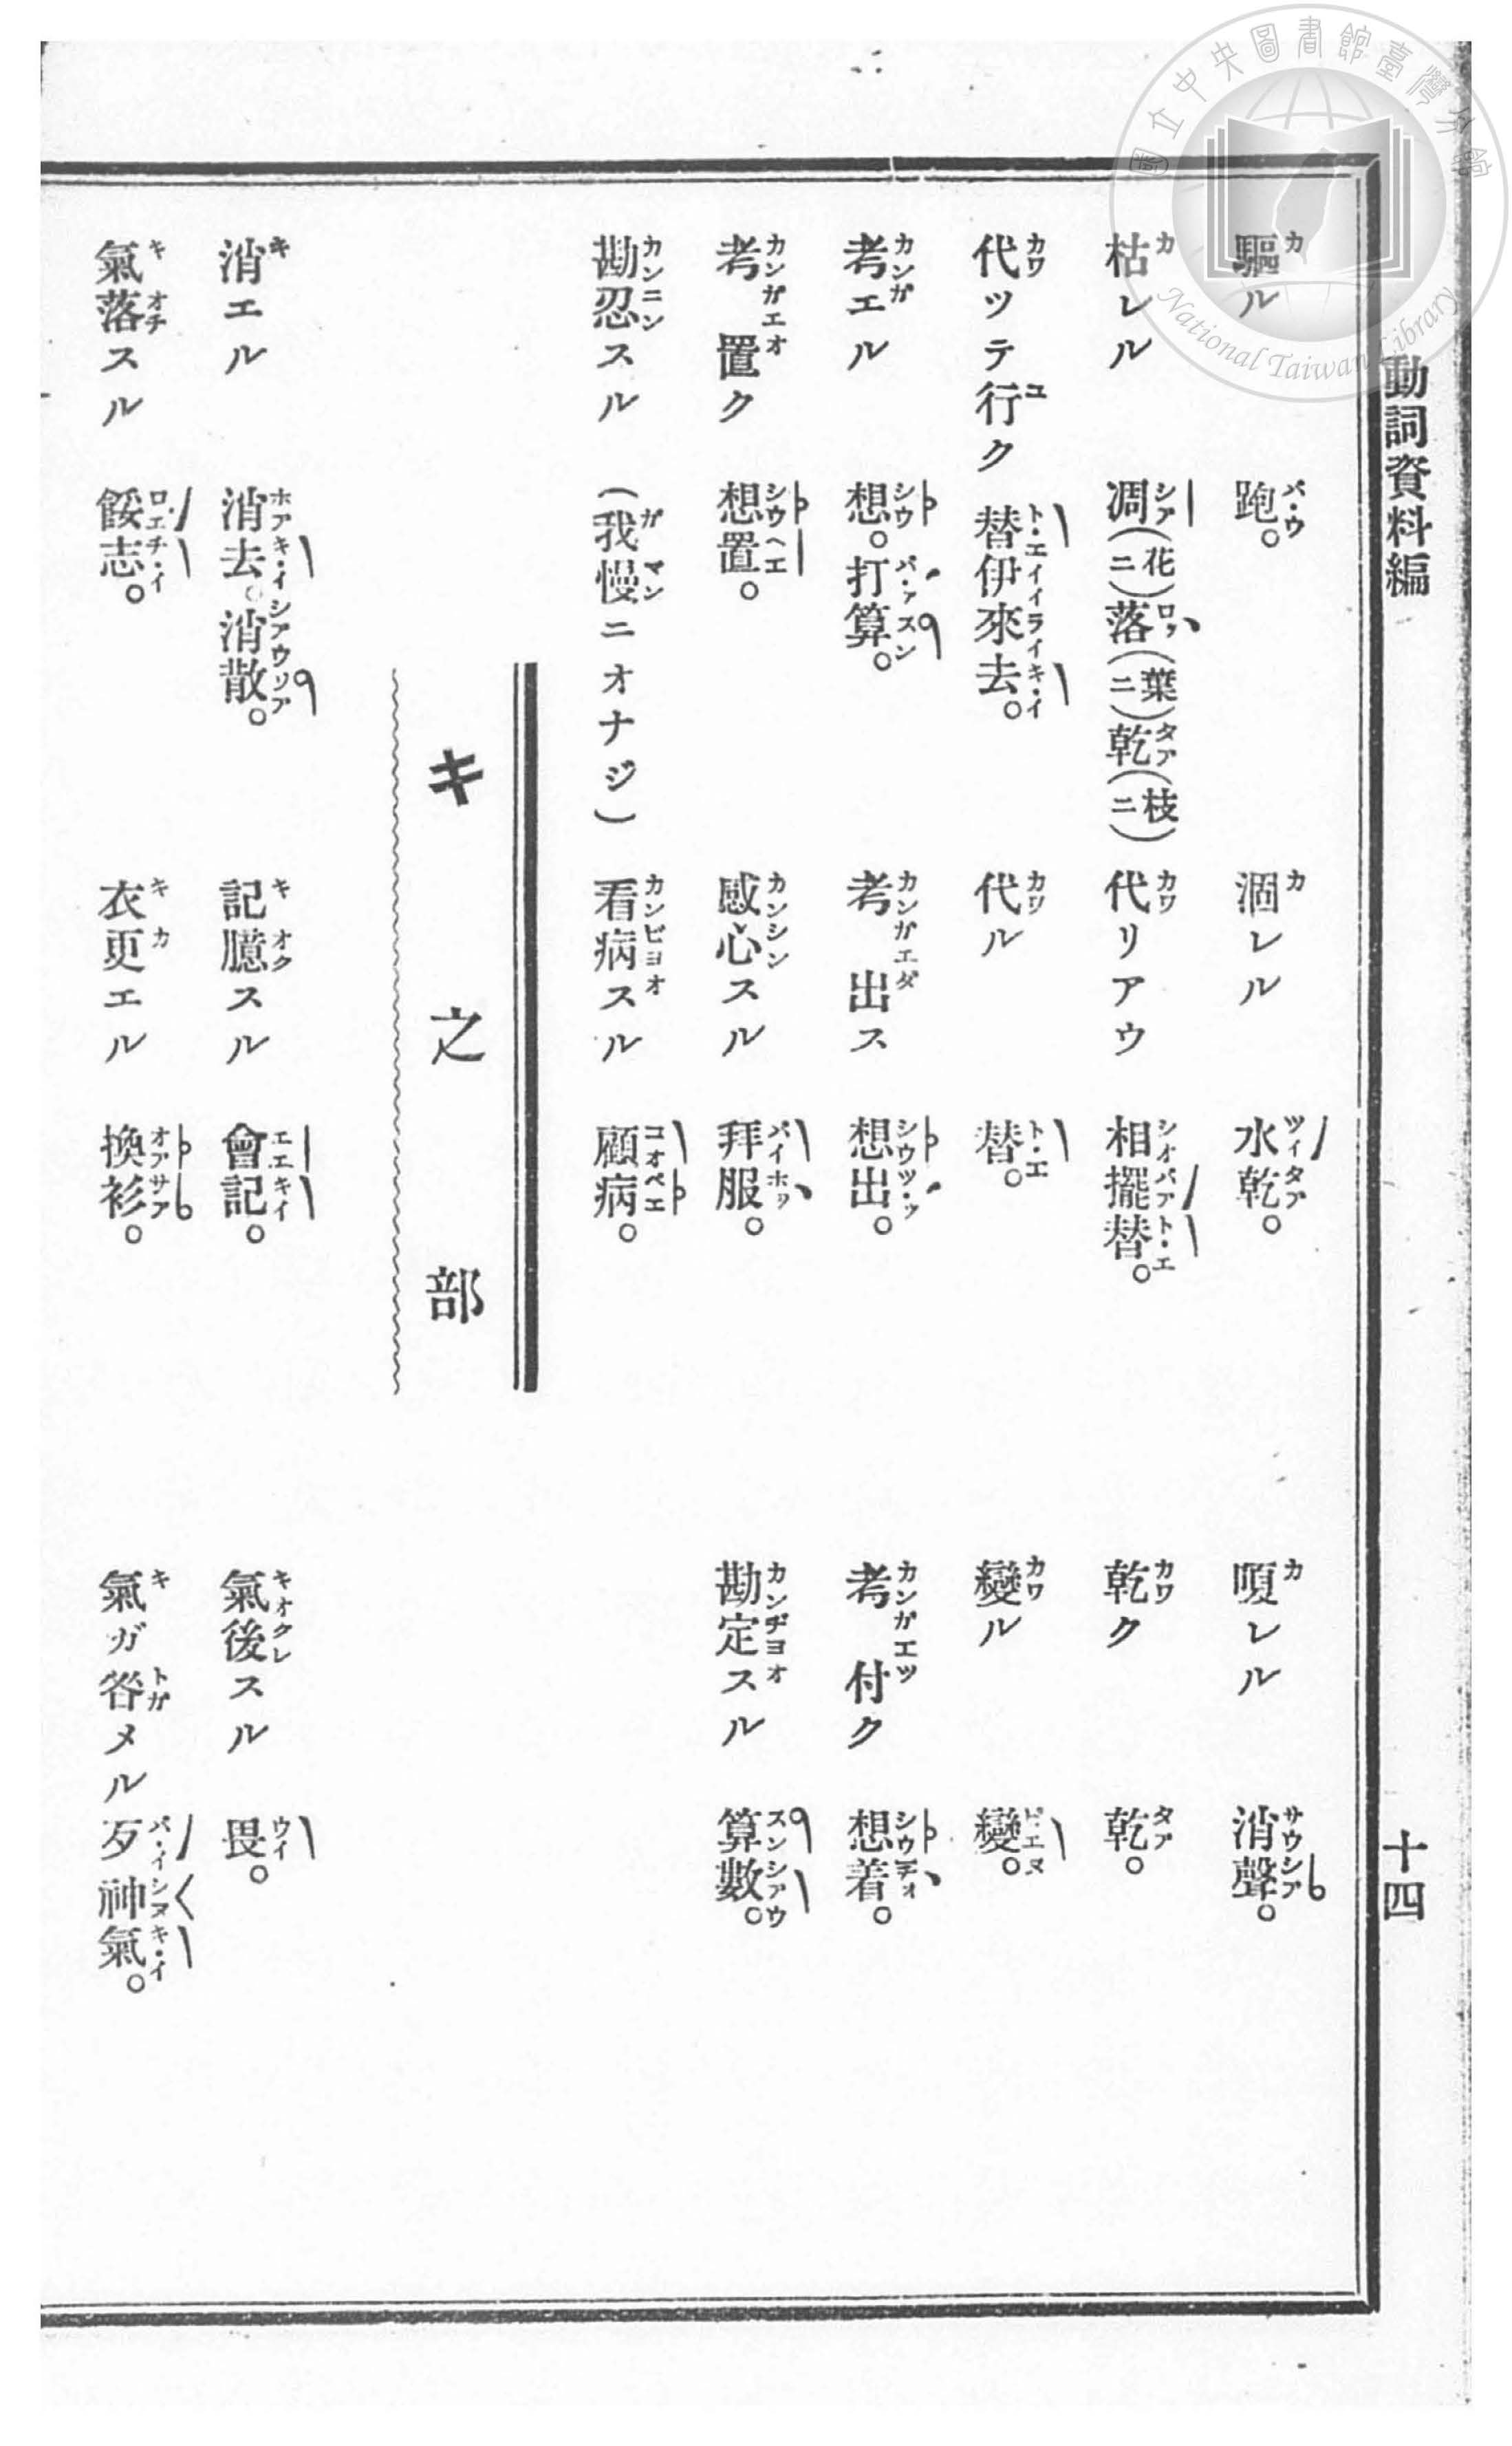 動詞資料編 十四
驅ル 跑。 涸レル 水乾。 嗄レル 消聲。
枯レル 凋(花ニ)落(葉ニ)乾(枝ニ) 代リアウ 相擺替。 乾ク 乾。
代ツテ行ク 替伊來去。 代ル 替。 變ル 變。
考エル 想。打算。 考出ス 想出。 考付ク 想着。
考置ク 想置。 感心スル 拜服。 勘定スル 算數。
勘忍スル (我慢ニオナジ) 看病スル 顧病。
キ之部
消エル 消去。消散。 記臆スル 會記。 氣後スル 畏。
氣落スル 餒志。 衣更エル 換衫。 氣ガ咎メル 歹神氣。
國立中央圖書館臺灣分館
National Taiwan Library